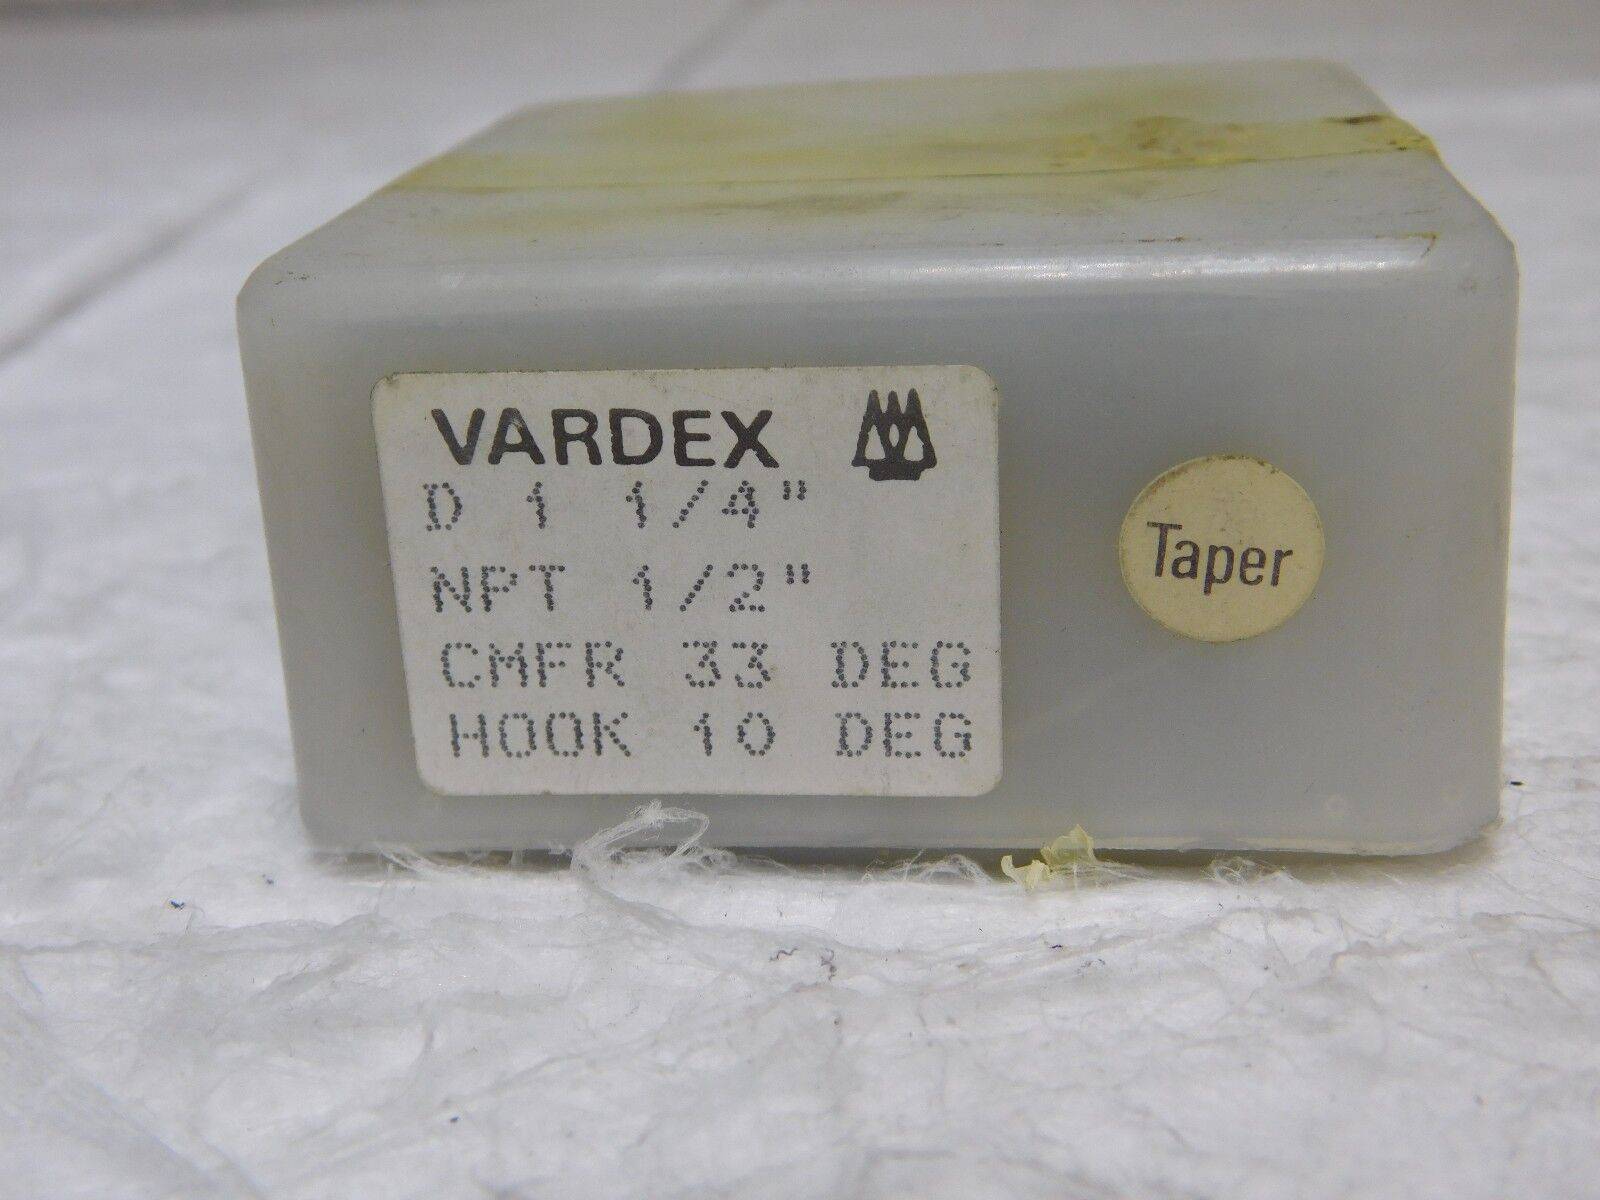 VARDEX
D 1 1/4"
NPT 1/2"
CMFR 33 DEG
HOOK 10 DEG
Taper